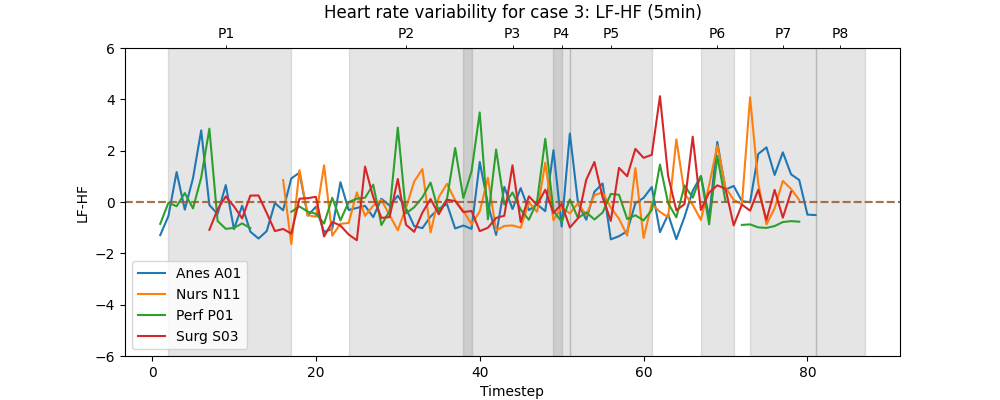 Heart rate variability for case 3: LF-HF (5min)
P1 P2 P3 P4 P5 P6 P7 P8
6
4
2
0
−2
−4
−6
LF-HF
Anes A01
Nurs N11
Perf P01
Surg S03
0 20 40 60 80
Timestep